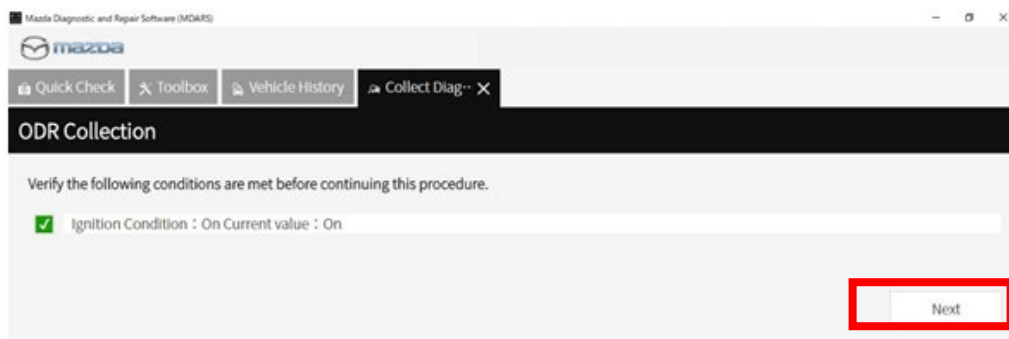 Mazda Diagnostic and Repair Software (MDARS)
mazda
Quick Check Toolbox Vehicle History Collect Diag··
ODR Collection
Verify the following conditions are met before continuing this procedure.
Ignition Condition：On Current value：On
Next